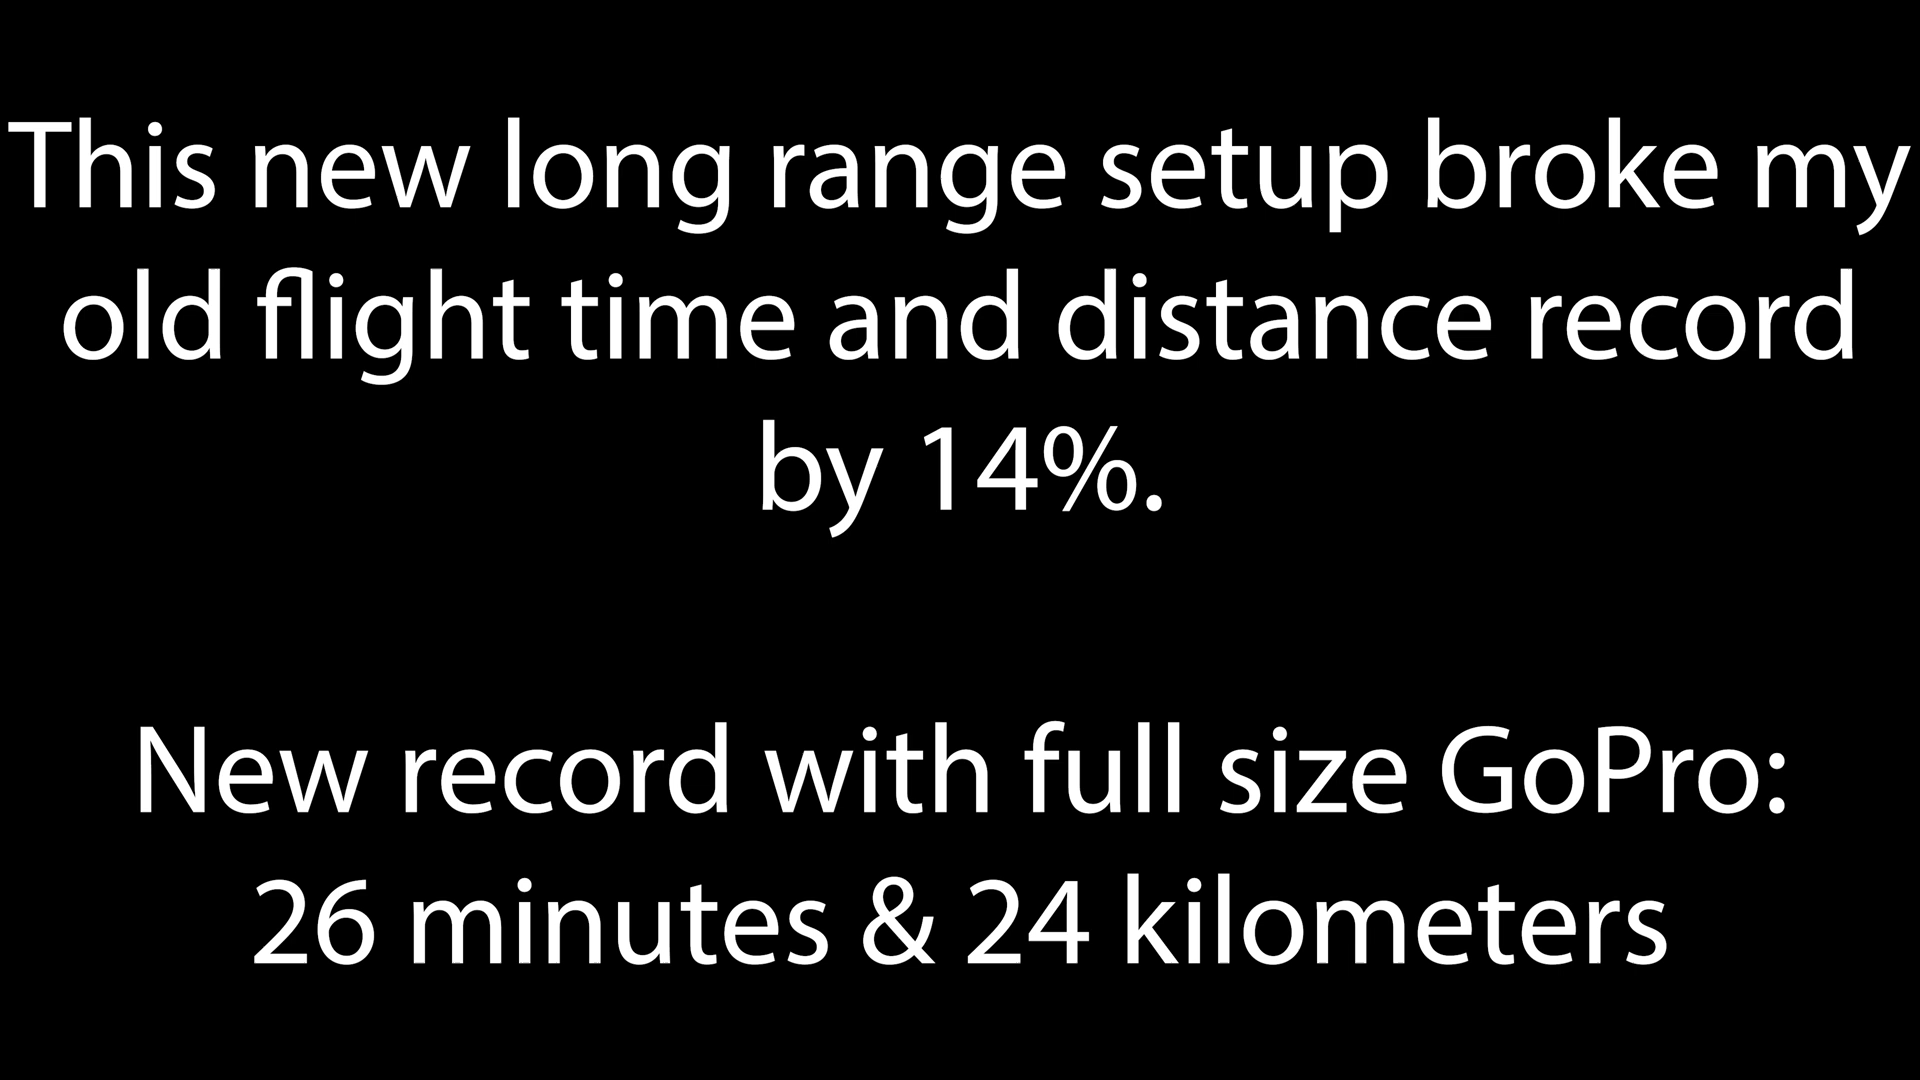 This new long range setup broke my
old flight time and distance record
by 14%.
New record with full size GoPro:
26 minutes & 24 kilometers